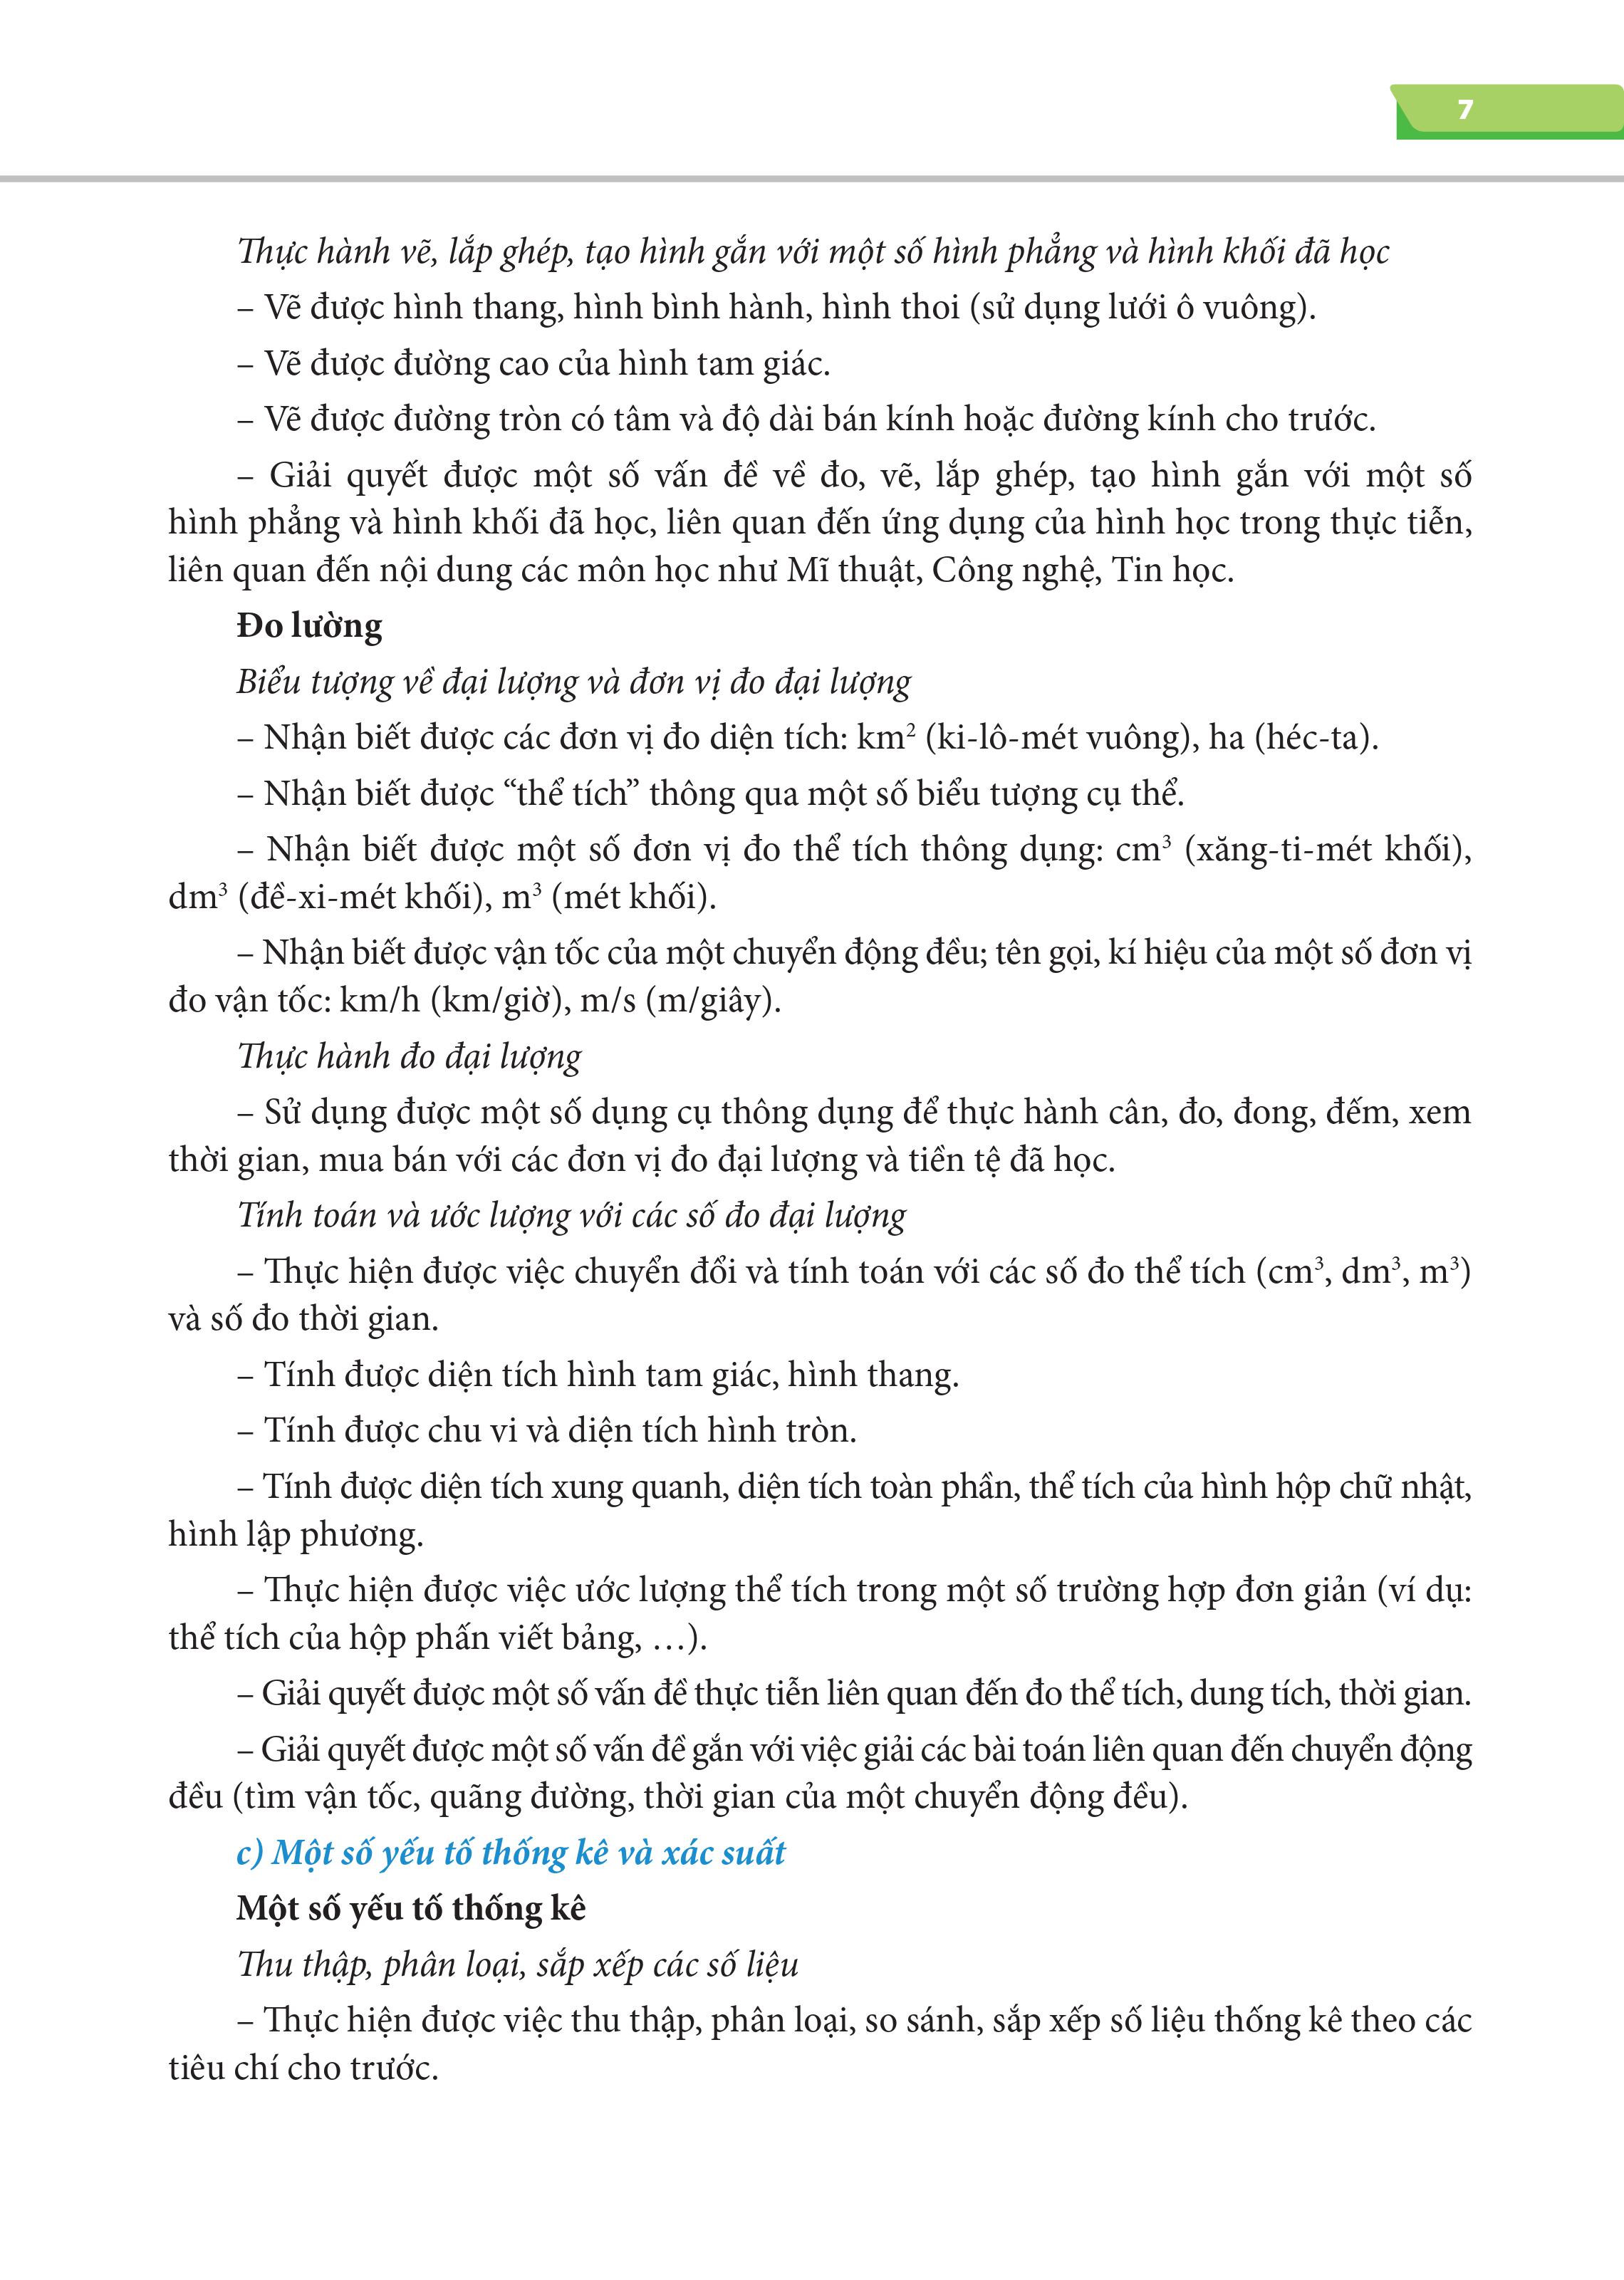 7
Thực hành vẽ, lắp ghép, tạo hình gắn với một số hình phẳng và hình khối đã học
– Vẽ được hình thang, hình bình hành, hình thoi (sử dụng lưới ô vuông).
– Vẽ được đường cao của hình tam giác.
– Vẽ được đường tròn có tâm và độ dài bán kính hoặc đường kính cho trước.
– Giải quyết được một số vấn đề về đo, vẽ, lắp ghép, tạo hình gắn với một số
hình phẳng và hình khối đã học, liên quan đến ứng dụng của hình học trong thực tiễn,
liên quan đến nội dung các môn học như Mĩ thuật, Công nghệ, Tin học.
Đo lường
Biểu tượng về đại lượng và đơn vị đo đại lượng
– Nhận biết được các đơn vị đo diện tích: km² (ki-lô-mét vuông), ha (héc-ta).
– Nhận biết được “thể tích” thông qua một số biểu tượng cụ thể.
– Nhận biết được một số đơn vị đo thể tích thông dụng: cm³ (xăng-ti-mét khối),
dm³ (đề-xi-mét khối), m³ (mét khối).
– Nhận biết được vận tốc của một chuyển động đều; tên gọi, kí hiệu của một số đơn vị
đo vận tốc: km/h (km/giờ), m/s (m/giây).
Thực hành đo đại lượng
– Sử dụng được một số dụng cụ thông dụng để thực hành cân, đo, đong, đếm, xem
thời gian, mua bán với các đơn vị đo đại lượng và tiền tệ đã học.
Tính toán và ước lượng với các số đo đại lượng
– Thực hiện được việc chuyển đổi và tính toán với các số đo thể tích (cm³, dm³, m³)
và số đo thời gian.
– Tính được diện tích hình tam giác, hình thang.
– Tính được chu vi và diện tích hình tròn.
– Tính được diện tích xung quanh, diện tích toàn phần, thể tích của hình hộp chữ nhật,
hình lập phương.
– Thực hiện được việc ước lượng thể tích trong một số trường hợp đơn giản (ví dụ:
thể tích của hộp phấn viết bảng, …).
– Giải quyết được một số vấn đề thực tiễn liên quan đến đo thể tích, dung tích, thời gian.
– Giải quyết được một số vấn đề gắn với việc giải các bài toán liên quan đến chuyển động
đều (tìm vận tốc, quãng đường, thời gian của một chuyển động đều).
c) Một số yếu tố thống kê và xác suất
Một số yếu tố thống kê
Thu thập, phân loại, sắp xếp các số liệu
– Thực hiện được việc thu thập, phân loại, so sánh, sắp xếp số liệu thống kê theo các
tiêu chí cho trước.